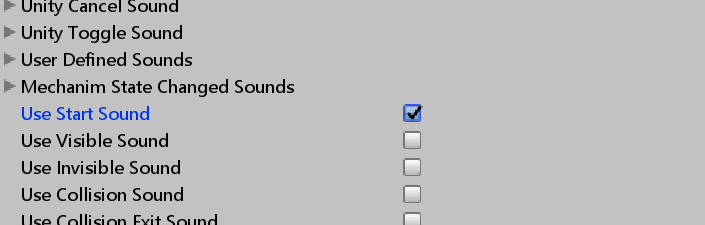 Unity Cancel Sound
Unity Toggle Sound
User Defined Sounds
Mechanim State Changed Sounds
Use Start Sound
Use Visible Sound
Use Invisible Sound
Use Collision Sound
Use Collision Exit Sound